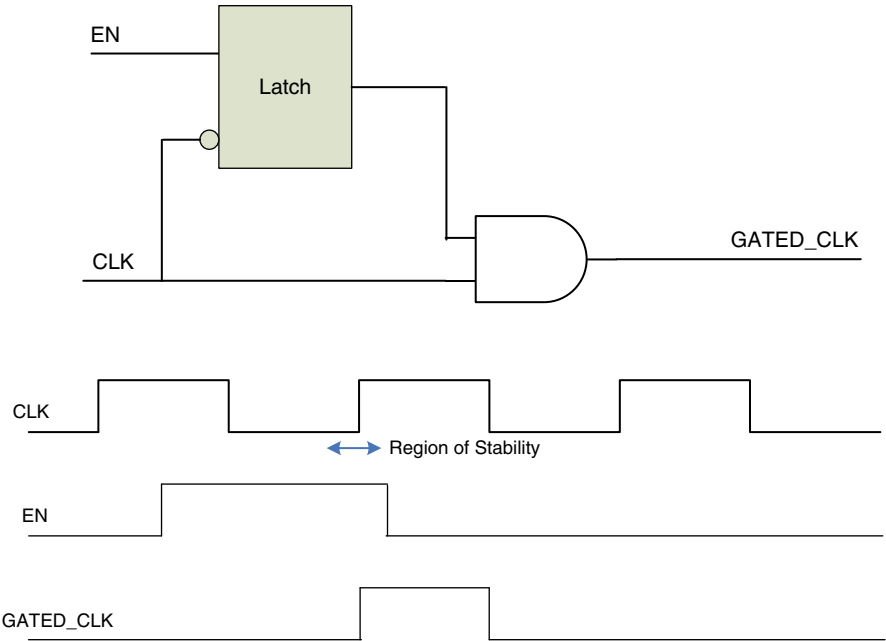 EN
Latch
CLK
GATED_CLK
CLK
Region of Stability
EN
GATED_CLK